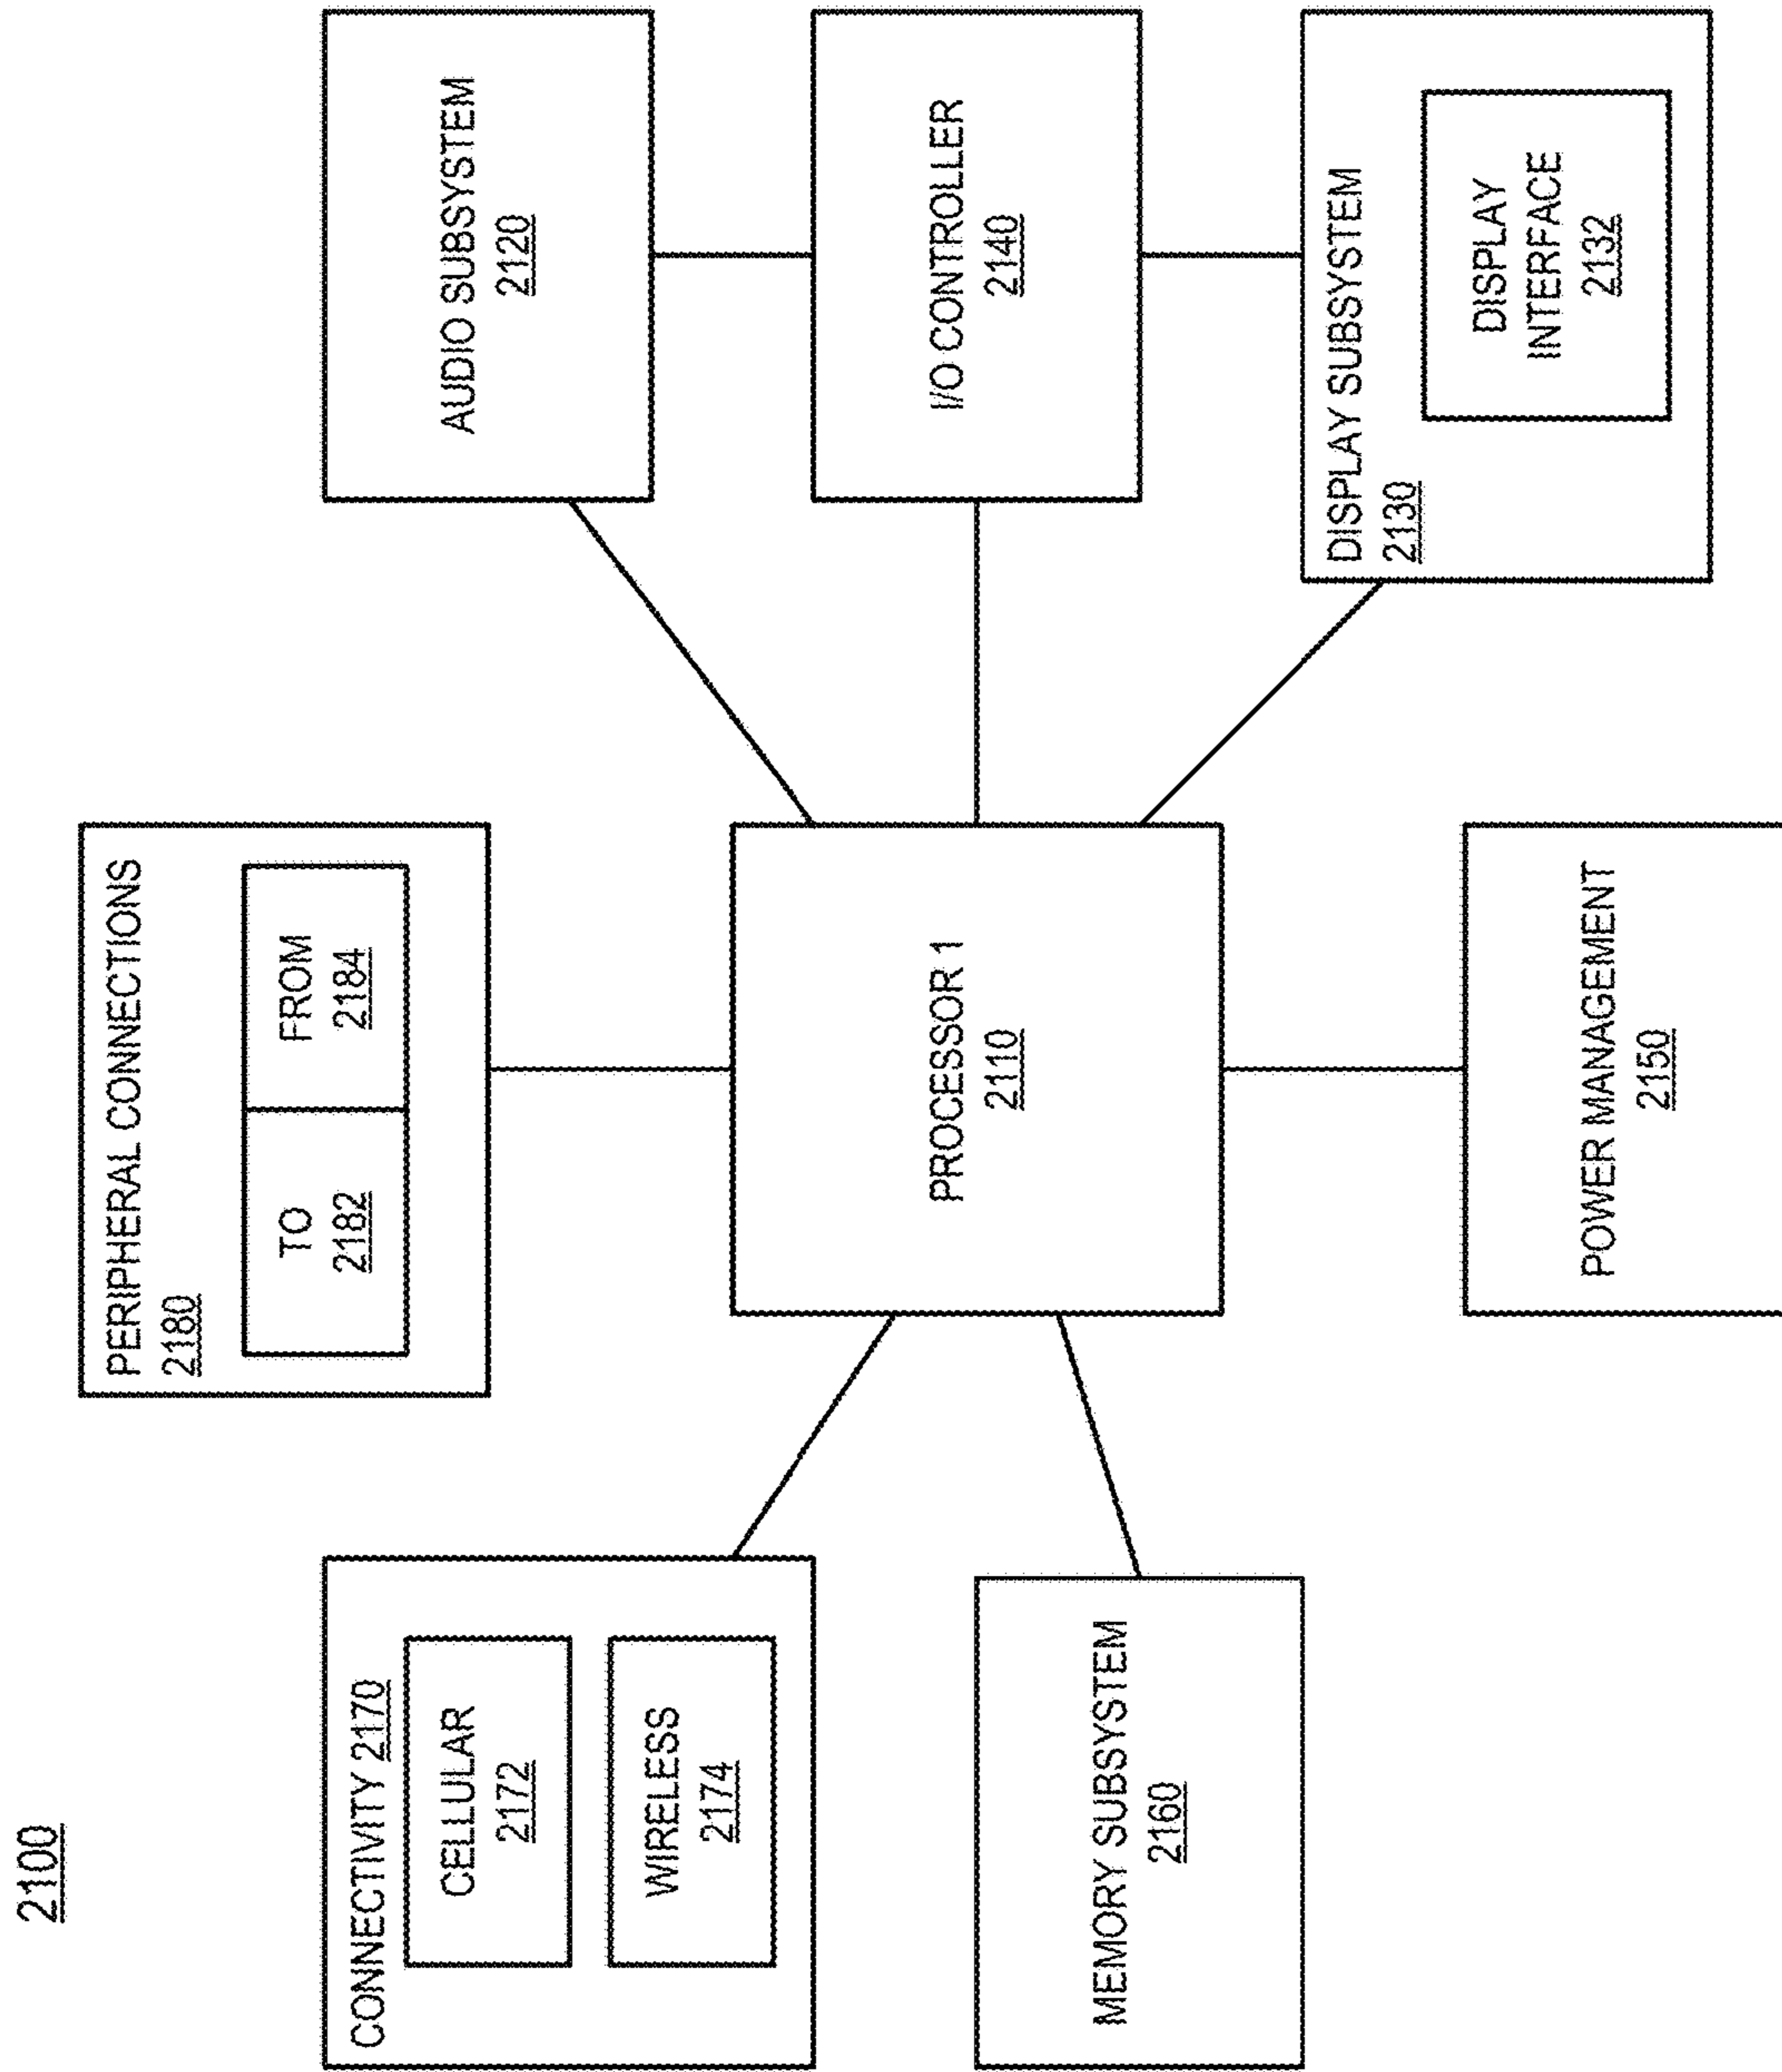 2100
PERIPHERAL CONNECTIONS
2180
TO
2182
FROM
2184
CONNECTIVITY 2170
CELLULAR
2172
WIRELESS
2174
AUDIO SUBSYSTEM
2120
PROCESSOR 1
2110
I/O CONTROLLER
2140
MEMORY SUBSYSTEM
2160
DISPLAY SUBSYSTEM
2130
DISPLAY
INTERFACE
2132
POWER MANAGEMENT
2150